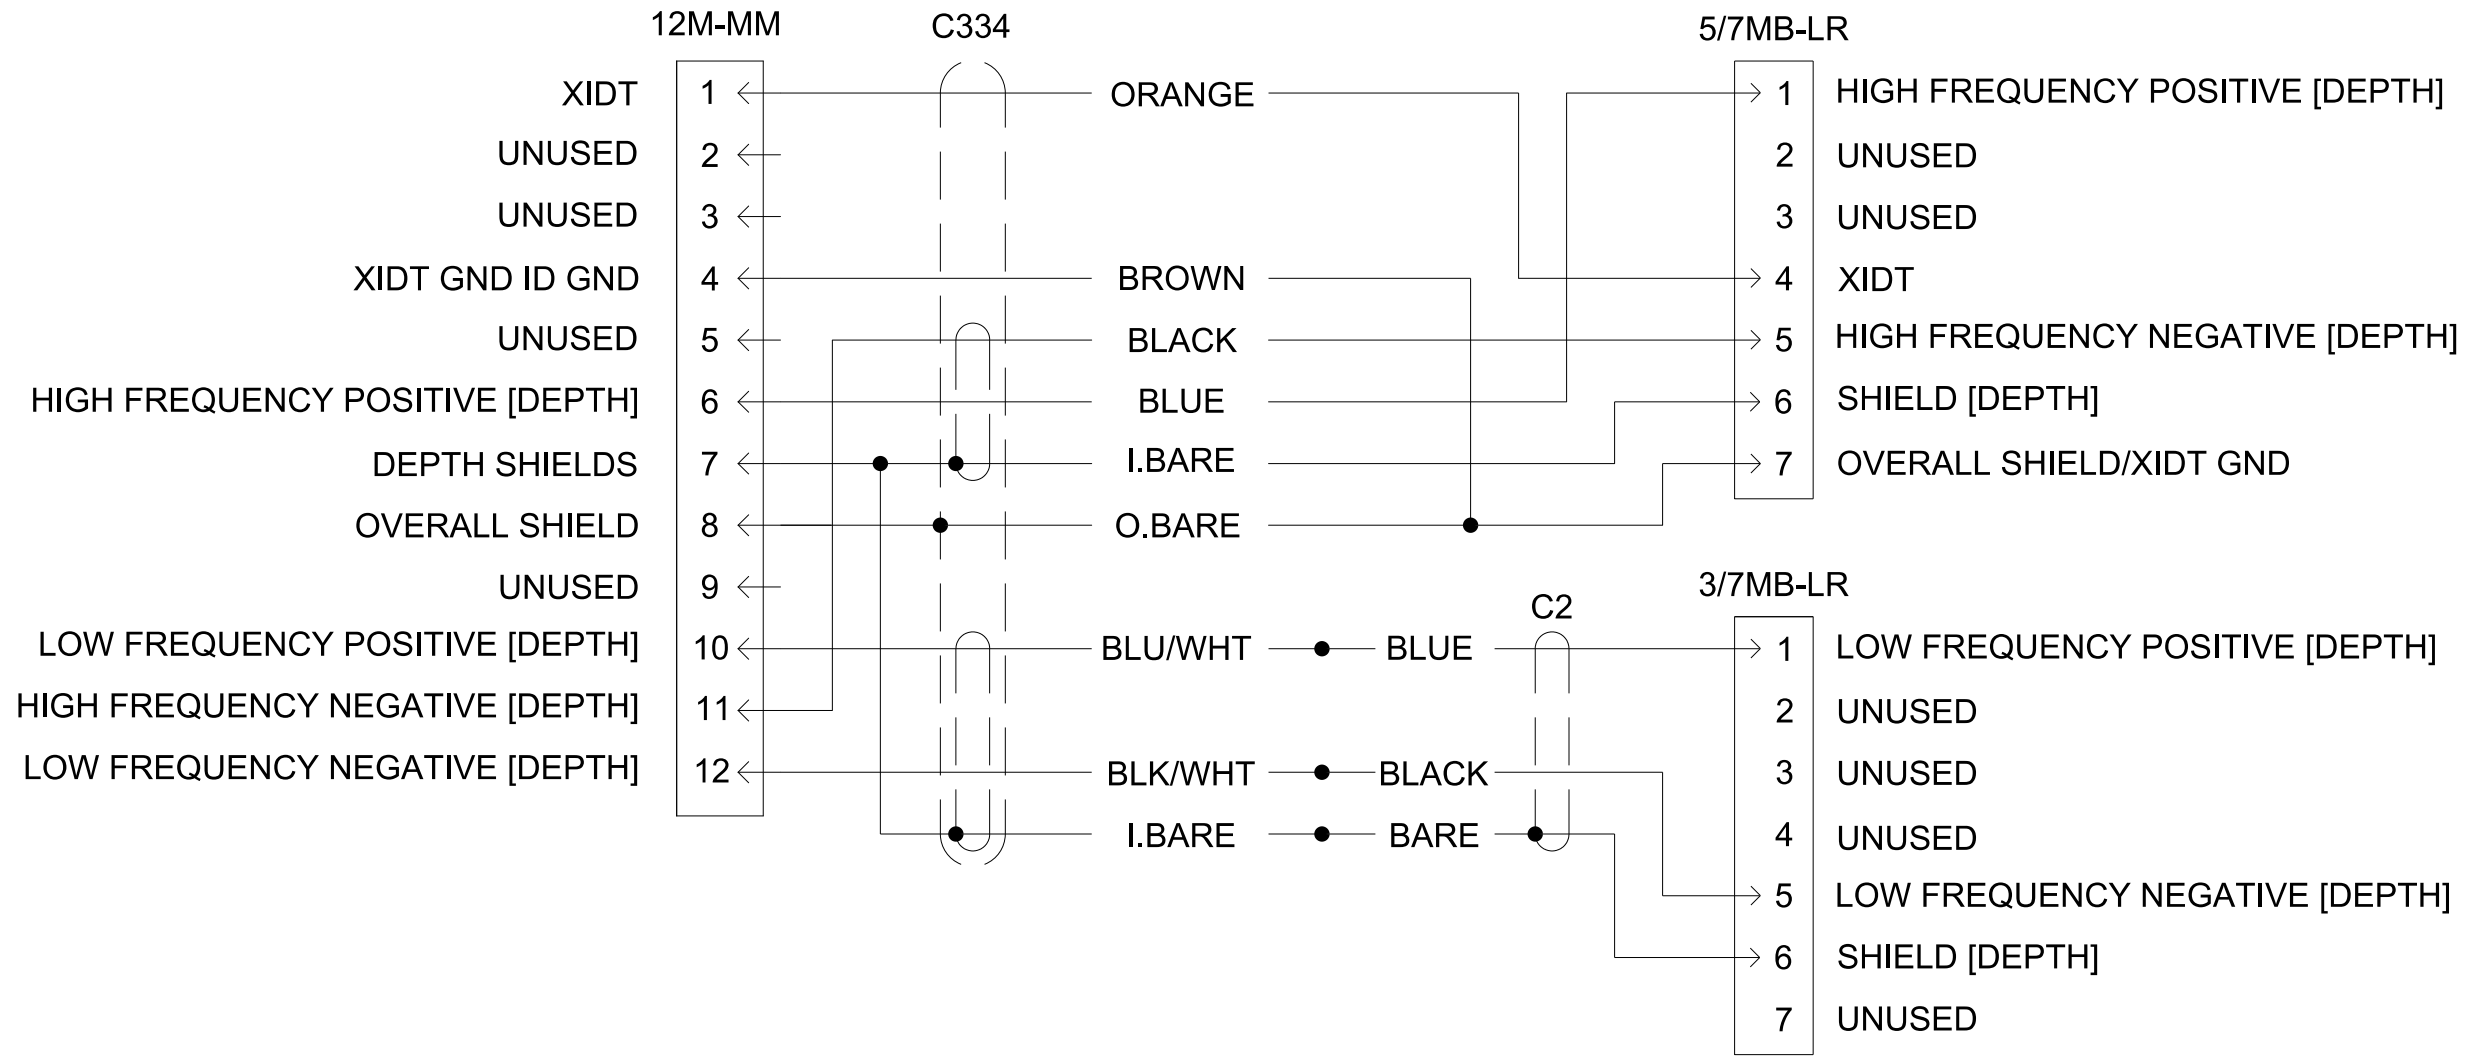 12M-MM C334 5/7MB-LR
XIDT 1 ORANGE 1 HIGH FREQUENCY POSITIVE [DEPTH]
UNUSED 2 2 UNUSED
UNUSED 3 3 UNUSED
XIDT GND ID GND 4 BROWN 4 XIDT
UNUSED 5 BLACK 5 HIGH FREQUENCY NEGATIVE [DEPTH]
HIGH FREQUENCY POSITIVE [DEPTH] 6 BLUE 6 SHIELD [DEPTH]
DEPTH SHIELDS 7 I.BARE 7 OVERALL SHIELD/XIDT GND
OVERALL SHIELD 8 O.BARE
UNUSED 9 C2 3/7MB-LR
LOW FREQUENCY POSITIVE [DEPTH] 10 BLU/WHT BLUE 1 LOW FREQUENCY POSITIVE [DEPTH]
HIGH FREQUENCY NEGATIVE [DEPTH] 11 2 UNUSED
LOW FREQUENCY NEGATIVE [DEPTH] 12 BLK/WHT BLACK 3 UNUSED
I.BARE BARE 4 UNUSED
5 LOW FREQUENCY NEGATIVE [DEPTH]
6 SHIELD [DEPTH]
7 UNUSED